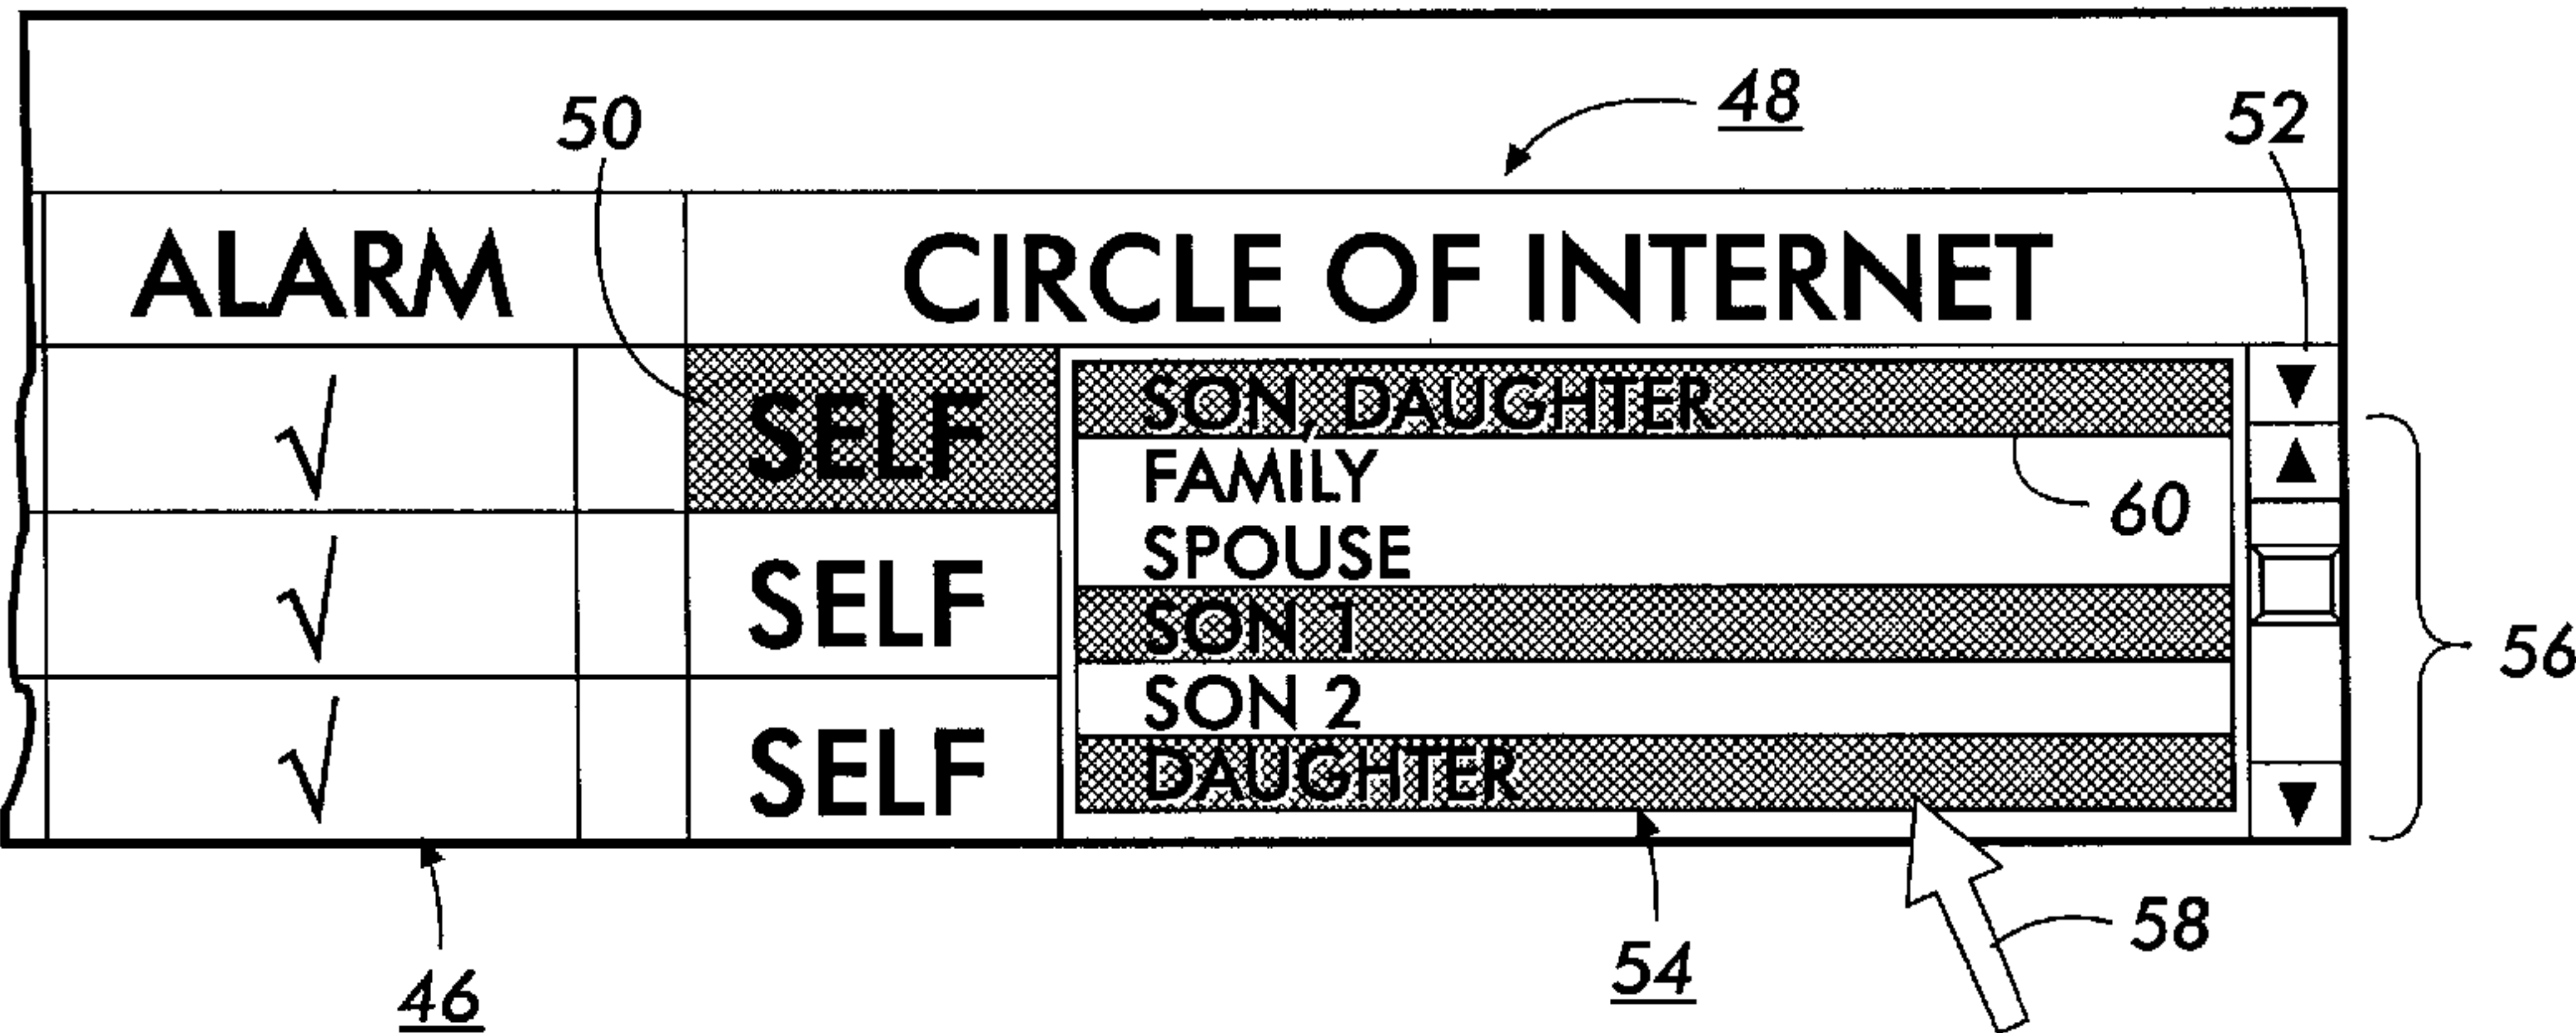 50
48
52
ALARM CIRCLE OF INTERNET
√ SELF SON, DAUGHTER
FAMILY
60
SPOUSE
√ SELF SON 1
56
SON 2
√ SELF DAUGHTER
58
54
46